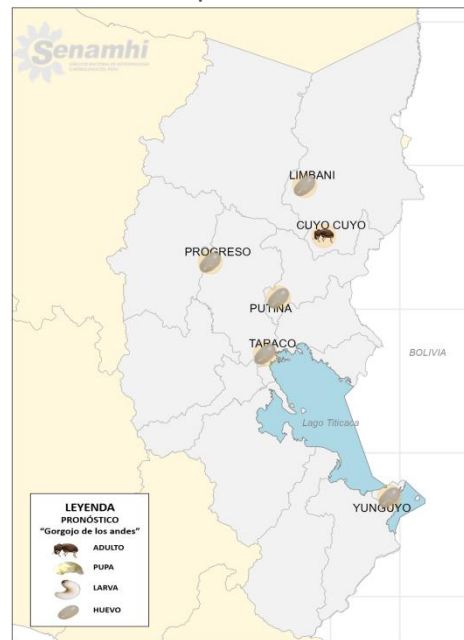 Senamhi
LIMBANI
CUYO CUYO
PROGRESO
PUTINA
TARACO
BOLIVIA
Lago Titicaca
YUNGUYO
LEYENDA
PRONÓSTICO
"Gorgojo de los andes"
ADULTO
PUPA
LARVA
HUEVO